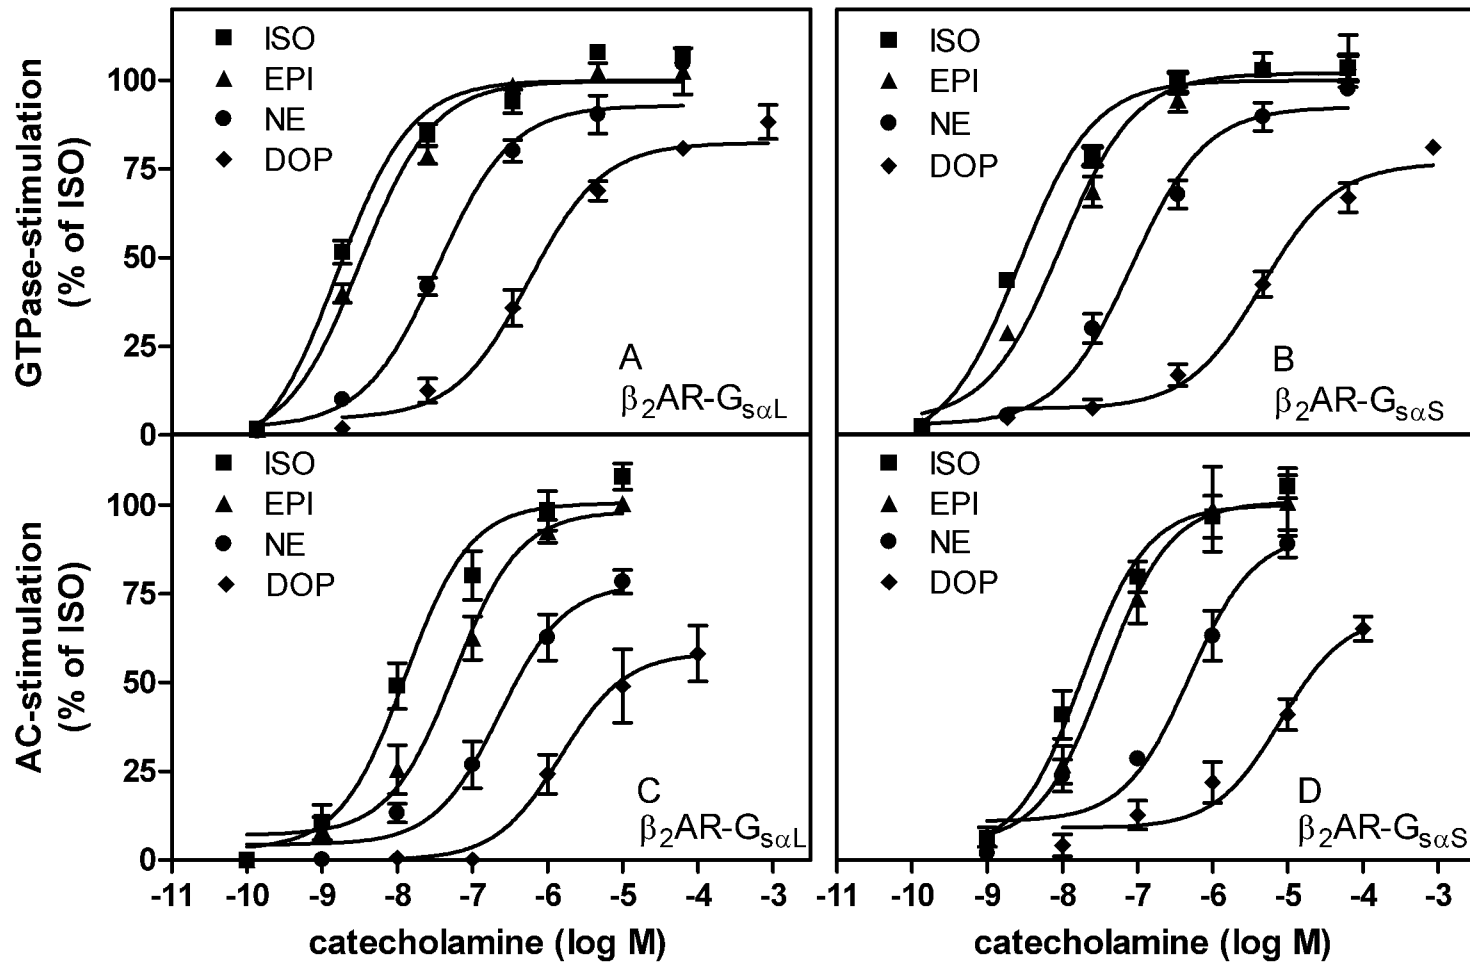 GTPase-stimulation
(% of ISO)
100
75
50
25
0
ISO
EPI
NE
DOP
A
β₂AR-GsαL
ISO
EPI
NE
DOP
B
β₂AR-GsαS
AC-stimulation
(% of ISO)
100
75
50
25
0
ISO
EPI
NE
DOP
C
β₂AR-GsαL
ISO
EPI
NE
DOP
D
β₂AR-GsαS
-11 -10 -9 -8 -7 -6 -5 -4 -3
-11 -10 -9 -8 -7 -6 -5 -4 -3
catecholamine (log M)
catecholamine (log M)